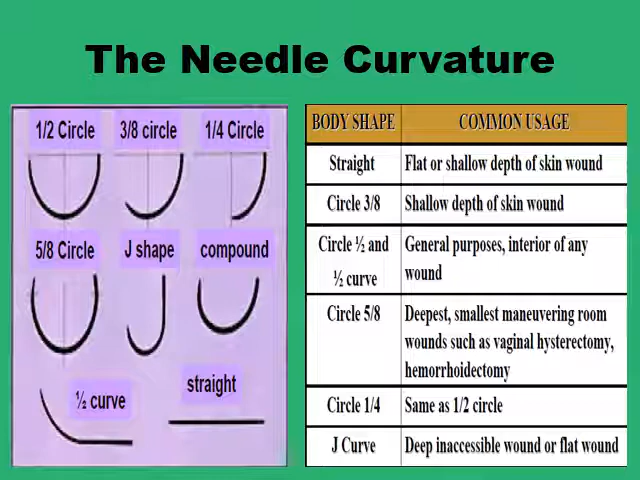 The Needle Curvature
1/2 Circle
3/8 circle
1/4 Circle
5/8 Circle
J shape
compound
½ curve
straight
BODY SHAPE
COMMON USAGE
Straight
Flat or shallow depth of skin wound
Circle 3/8
Shallow depth of skin wound
Circle ½ and
½ curve
General purposes, interior of any
wound
Circle 5/8
Deepest, smallest maneuvering room
wounds such as vaginal hysterectomy,
hemorrhoidectomy
Circle 1/4
Same as 1/2 circle
J Curve
Deep inaccessible wound or flat wound